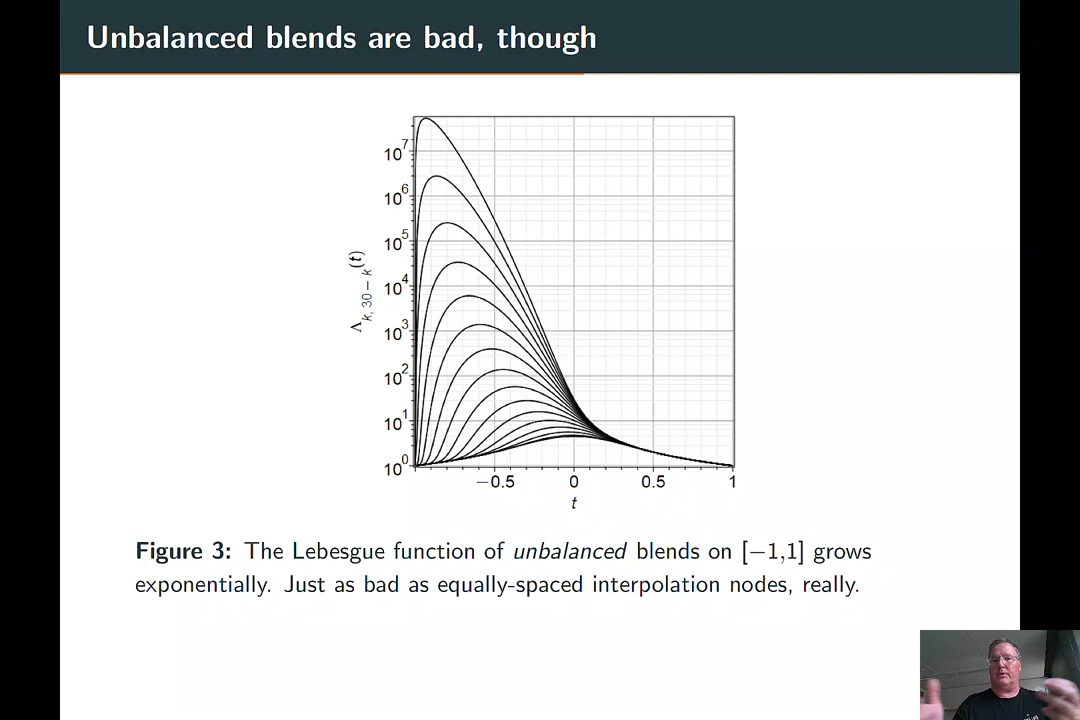 Unbalanced blends are bad, though
10^7
10^6
10^5
10^4
10^3
10^2
10^1
10^0
Λ_{k, 30 − k}(t)
−0.5
0
0.5
1
t
Figure 3: The Lebesgue function of unbalanced blends on [−1,1] grows
exponentially. Just as bad as equally-spaced interpolation nodes, really.